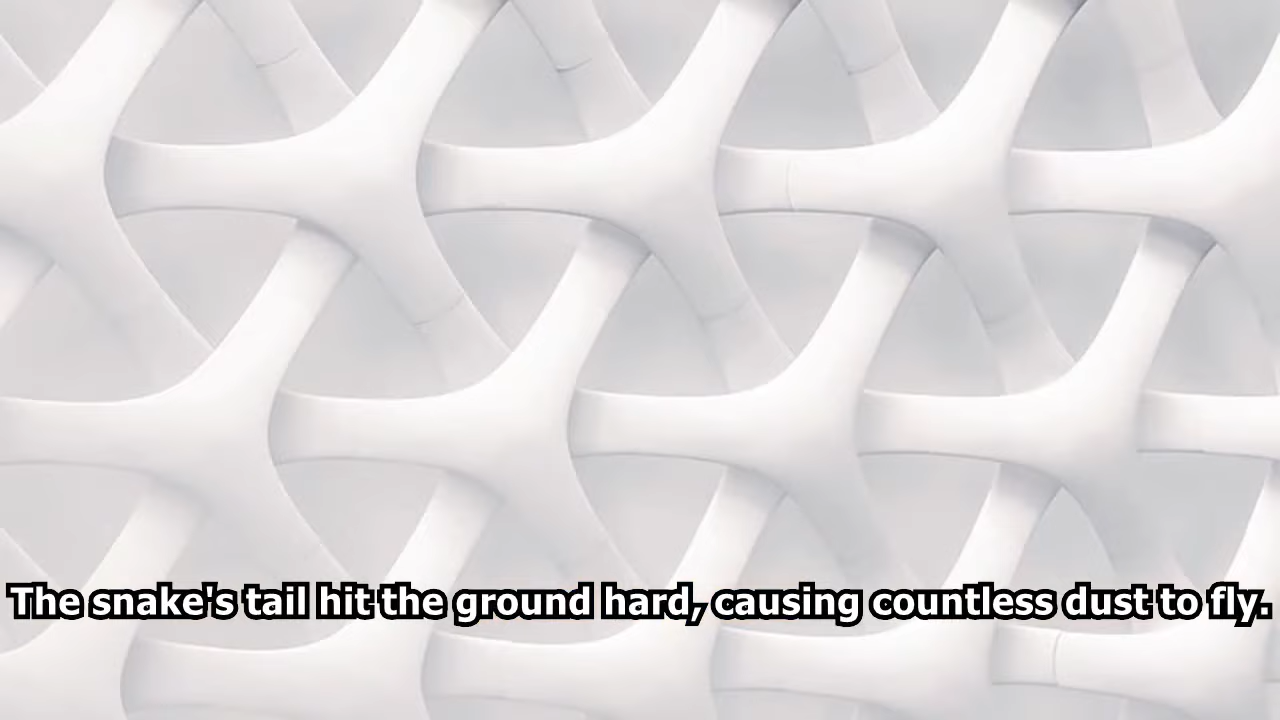 The snake's tail hit the ground hard, causing countless dust to fly.